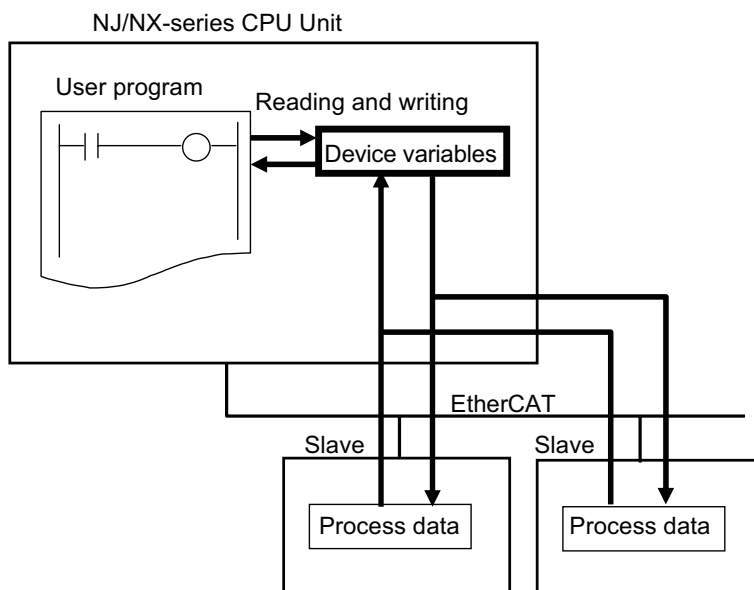 NJ/NX-series CPU Unit
User program
Reading and writing
Device variables
EtherCAT
Slave
Slave
Process data
Process data